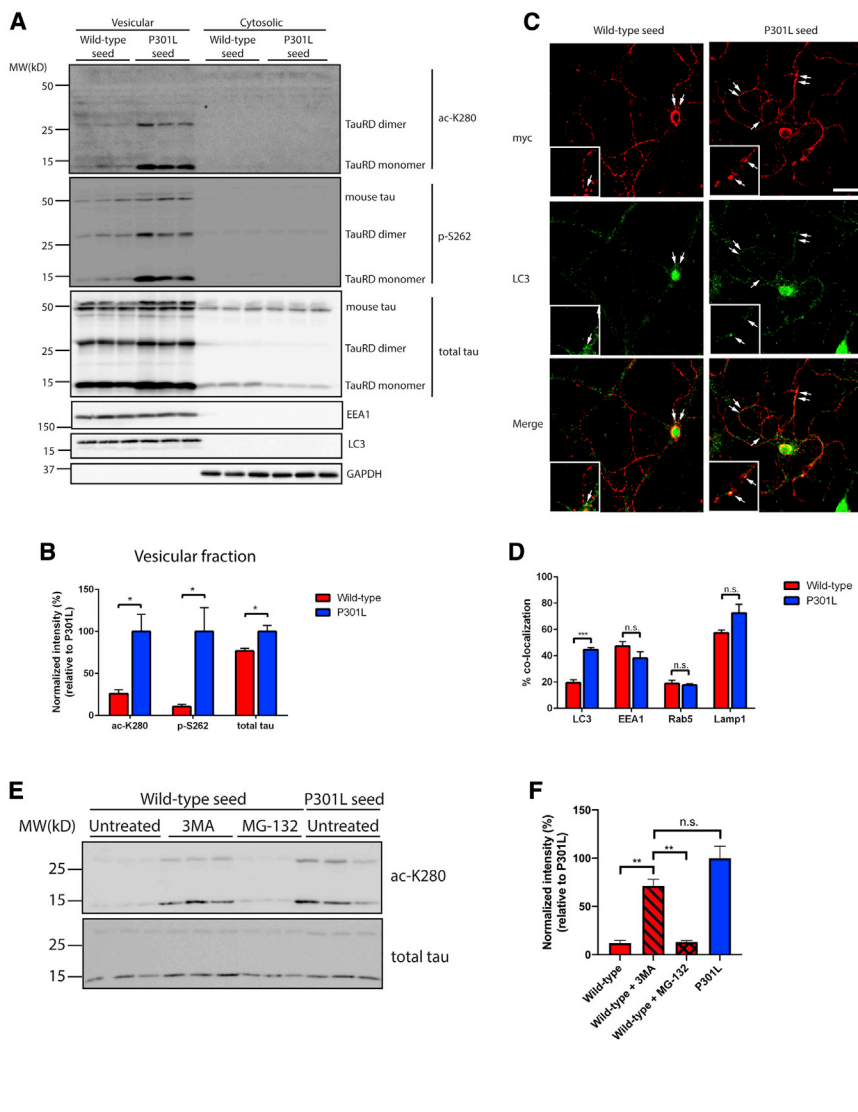 A
Vesicular Cytosolic
Wild-type seed P301L seed Wild-type seed P301L seed
MW(kD)
50
25
15
TauRD dimer
TauRD monomer
ac-K280
50
25
15
mouse tau
TauRD dimer
TauRD monomer
p-S262
50
25
15
mouse tau
TauRD dimer
TauRD monomer
total tau
150
EEA1
15
LC3
37
GAPDH
B
Vesicular fraction
Normalized intensity (%)
(relative to P301L)
150
100
50
0
ac-K280 p-S262 total tau
* * *
Wild-type
P301L
C
Wild-type seed P301L seed
myc
LC3
Merge
D
% co-localization
100
80
60
40
20
0
LC3 EEA1 Rab5 Lamp1
*** n.s. n.s. n.s.
Wild-type
P301L
E
Wild-type seed P301L seed
MW(kD) Untreated 3MA MG-132 Untreated
25
15
ac-K280
25
15
total tau
F
Normalized intensity (%)
(relative to P301L)
150
100
50
0
n.s.
** **
Wild-type
Wild-type + 3MA
Wild-type + MG-132
P301L